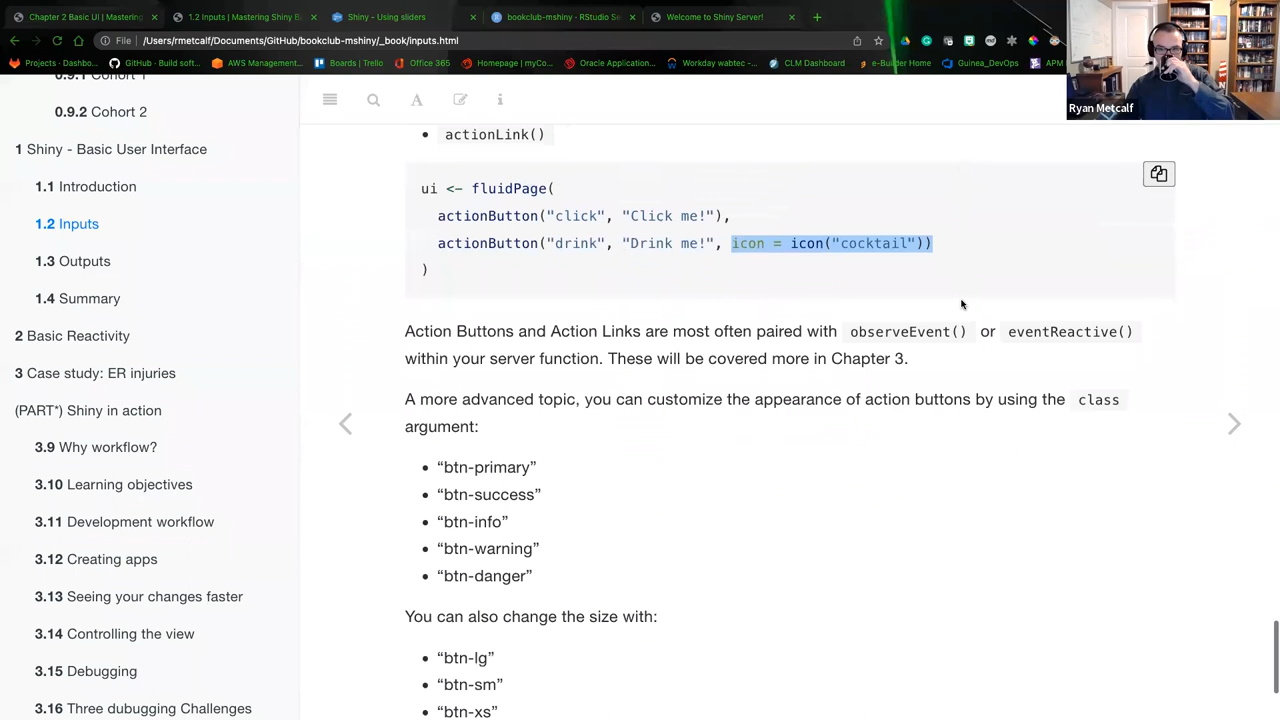 Chapter 2 Basic UI | Mastering
1.2 Inputs | Mastering Shiny B
Shiny - Using sliders
bookclub-mshiny - RStudio Se
Welcome to Shiny Server!
File
/Users/rmetcalf/Documents/GitHub/bookclub-mshiny/_book/inputs.html
Projects · Dashbo...
GitHub · Build soft...
AWS Management...
Boards | Trello
Office 365
Homepage | myCo...
Oracle Application...
Workday wabtec -...
CLM Dashboard
e-Builder Home
Guinea_DevOps
APM
Ryan Metcalf
0.9.1 Cohort 1
0.9.2 Cohort 2
1 Shiny - Basic User Interface
1.1 Introduction
1.2 Inputs
1.3 Outputs
1.4 Summary
2 Basic Reactivity
3 Case study: ER injuries
(PART*) Shiny in action
3.9 Why workflow?
3.10 Learning objectives
3.11 Development workflow
3.12 Creating apps
3.13 Seeing your changes faster
3.14 Controlling the view
3.15 Debugging
3.16 Three dubugging Challenges
• actionLink()
ui <- fluidPage(
actionButton("click", "Click me!"),
actionButton("drink", "Drink me!", icon = icon("cocktail"))
)
Action Buttons and Action Links are most often paired with observeEvent() or eventReactive()
within your server function. These will be covered more in Chapter 3.
A more advanced topic, you can customize the appearance of action buttons by using the class
argument:
• “btn-primary”
• “btn-success”
• “btn-info”
• “btn-warning”
• “btn-danger”
You can also change the size with:
• “btn-lg”
• “btn-sm”
• “btn-xs”